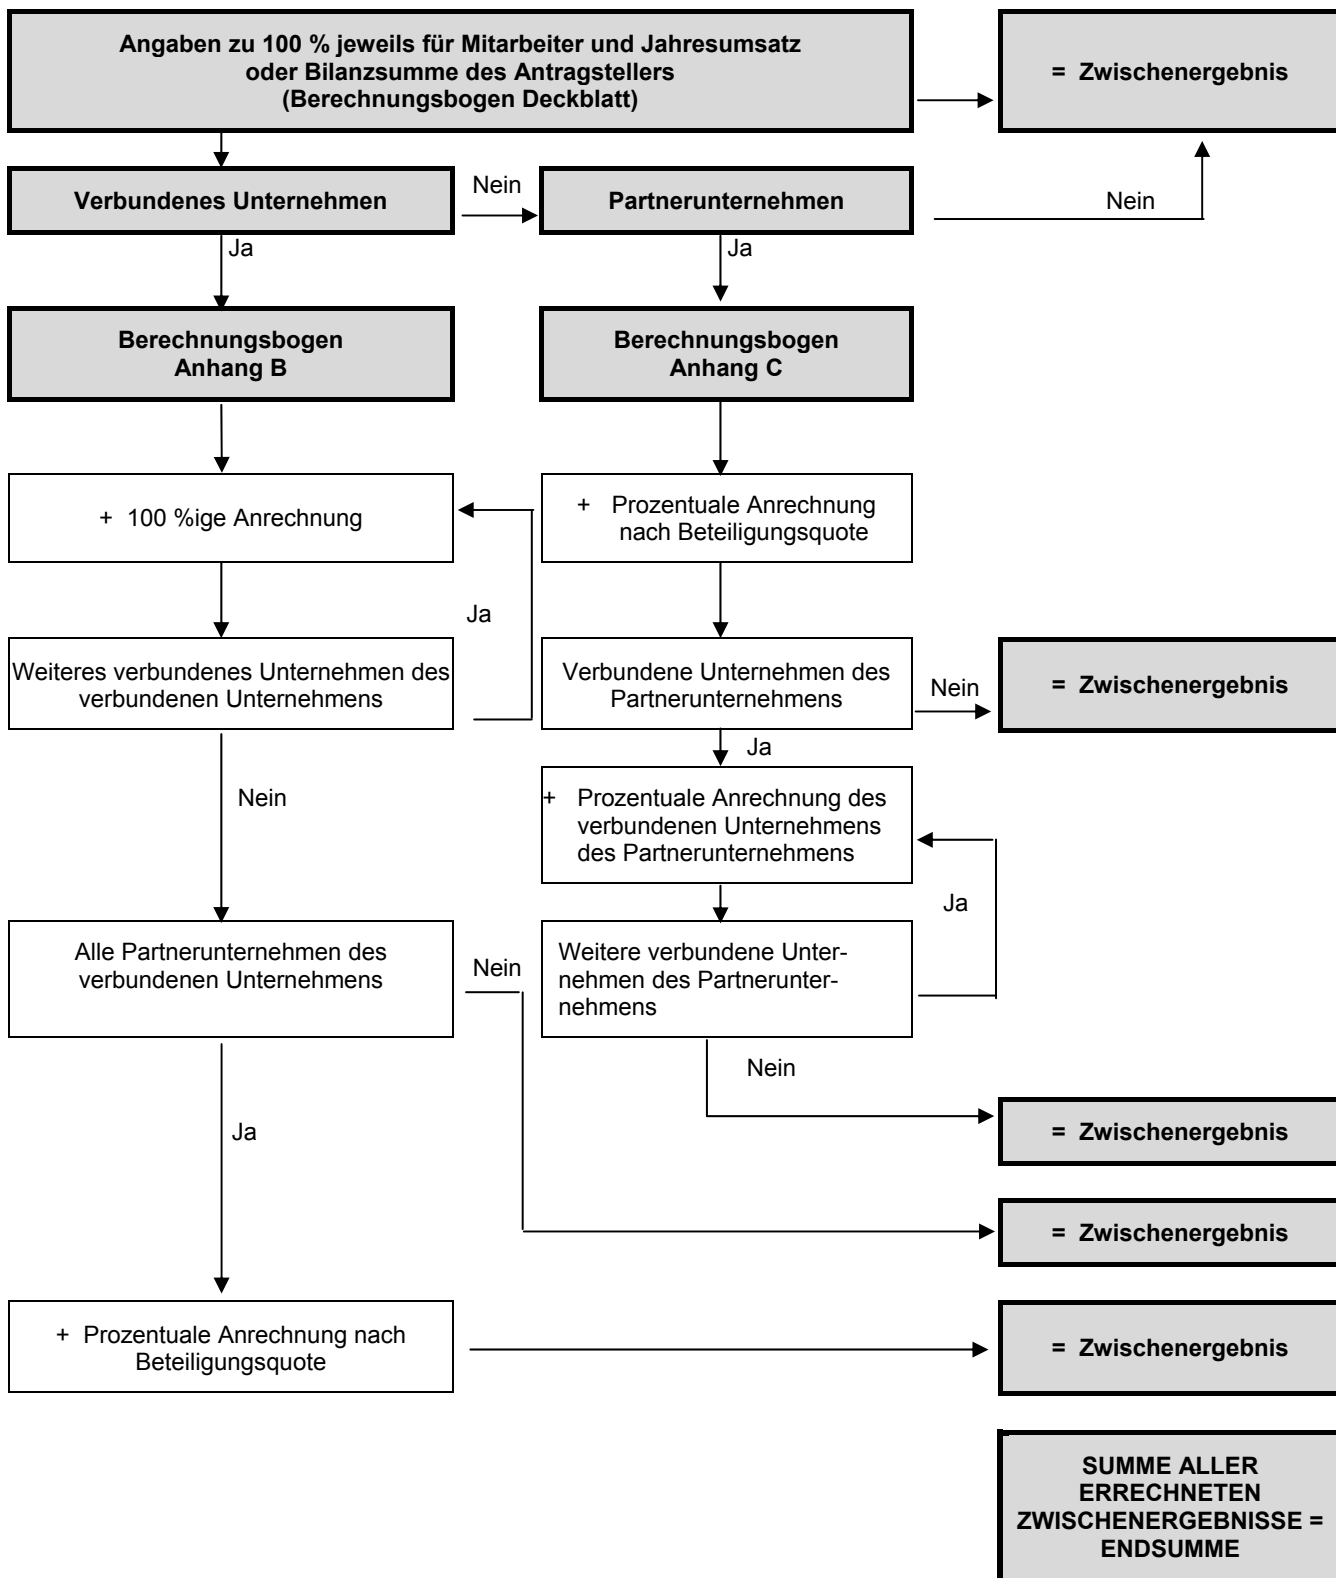 Angaben zu 100 % jeweils für Mitarbeiter und Jahresumsatz
oder Bilanzsumme des Antragstellers
(Berechnungsbogen Deckblatt)
= Zwischenergebnis
Verbundenes Unternehmen
Nein
Partnerunternehmen
Nein
Ja
Ja
Berechnungsbogen
Anhang B
Berechnungsbogen
Anhang C
+ 100 %ige Anrechnung
+ Prozentuale Anrechnung
nach Beteiligungsquote
Ja
Weiteres verbundenes Unternehmen des
verbundenen Unternehmens
Verbundene Unternehmen des
Partnerunternehmens
Nein
= Zwischenergebnis
Ja
Nein
+ Prozentuale Anrechnung des
verbundenen Unternehmens
des Partnerunternehmens
Ja
Alle Partnerunternehmen des
verbundenen Unternehmens
Nein
Weitere verbundene Unter-
nehmen des Partnerunter-
nehmens
Nein
Ja
= Zwischenergebnis
= Zwischenergebnis
+ Prozentuale Anrechnung nach
Beteiligungsquote
= Zwischenergebnis
SUMME ALLER
ERRECHNETEN
ZWISCHENERGEBNISSE =
ENDSUMME